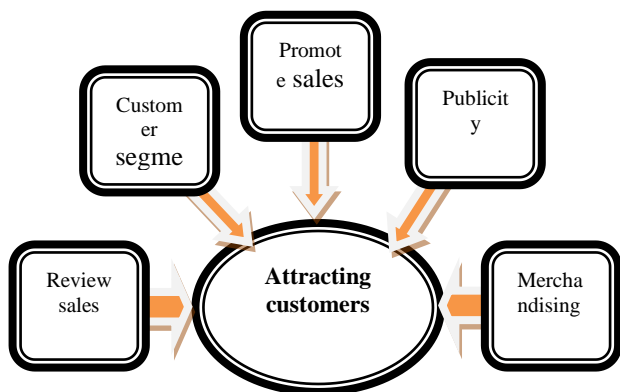 Promot
e sales
Custom
er
segme
Publicit
y
Review
sales
Attracting
customers
Mercha
ndising